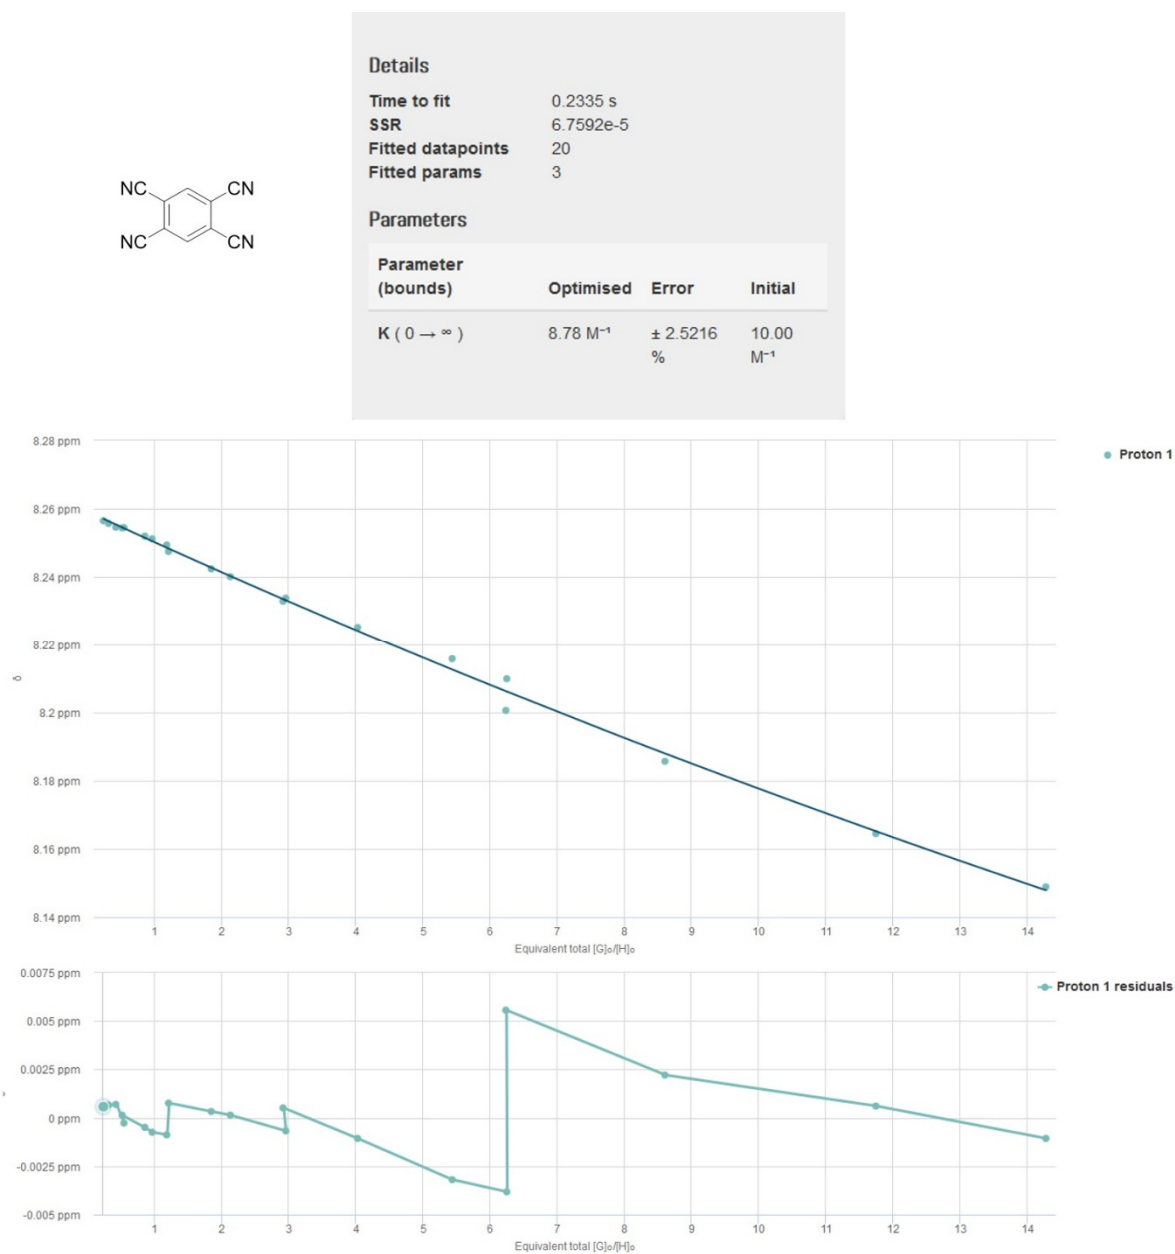 Details
Time to fit 0.2335 s
SSR 6.7592e-5
Fitted datapoints 20
Fitted params 3
NC CN
NC CN
Parameters
Parameter
(bounds) Optimised Error Initial
K ( 0 → ∞ ) 8.78 M⁻¹ ± 2.5216 10.00
% M⁻¹
8.28 ppm
Proton 1
8.26 ppm
8.24 ppm
8.22 ppm
δ
8.2 ppm
8.18 ppm
8.16 ppm
8.14 ppm
1 2 3 4 5 6 7 8 9 10 11 12 13 14
Equivalent total [G]₀/[H]₀
0.0075 ppm
Proton 1 residuals
0.005 ppm
0.0025 ppm
0 ppm
-0.0025 ppm
-0.005 ppm
1 2 3 4 5 6 7 8 9 10 11 12 13 14
Equivalent total [G]₀/[H]₀